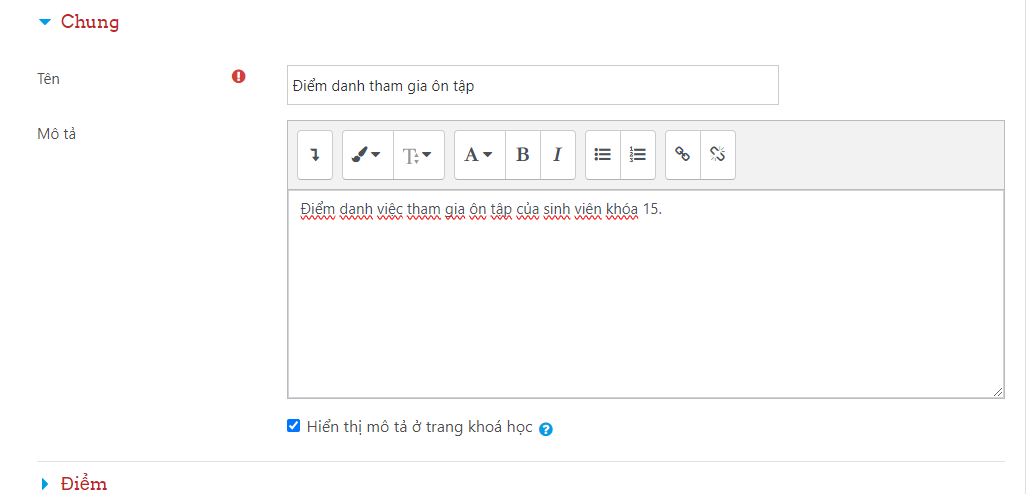 Chung
Tên
Điểm danh tham gia ôn tập
Mô tả
A B I
Điểm danh việc tham gia ôn tập của sinh viên khóa 15.
Hiển thị mô tả ở trang khoá học
Điểm